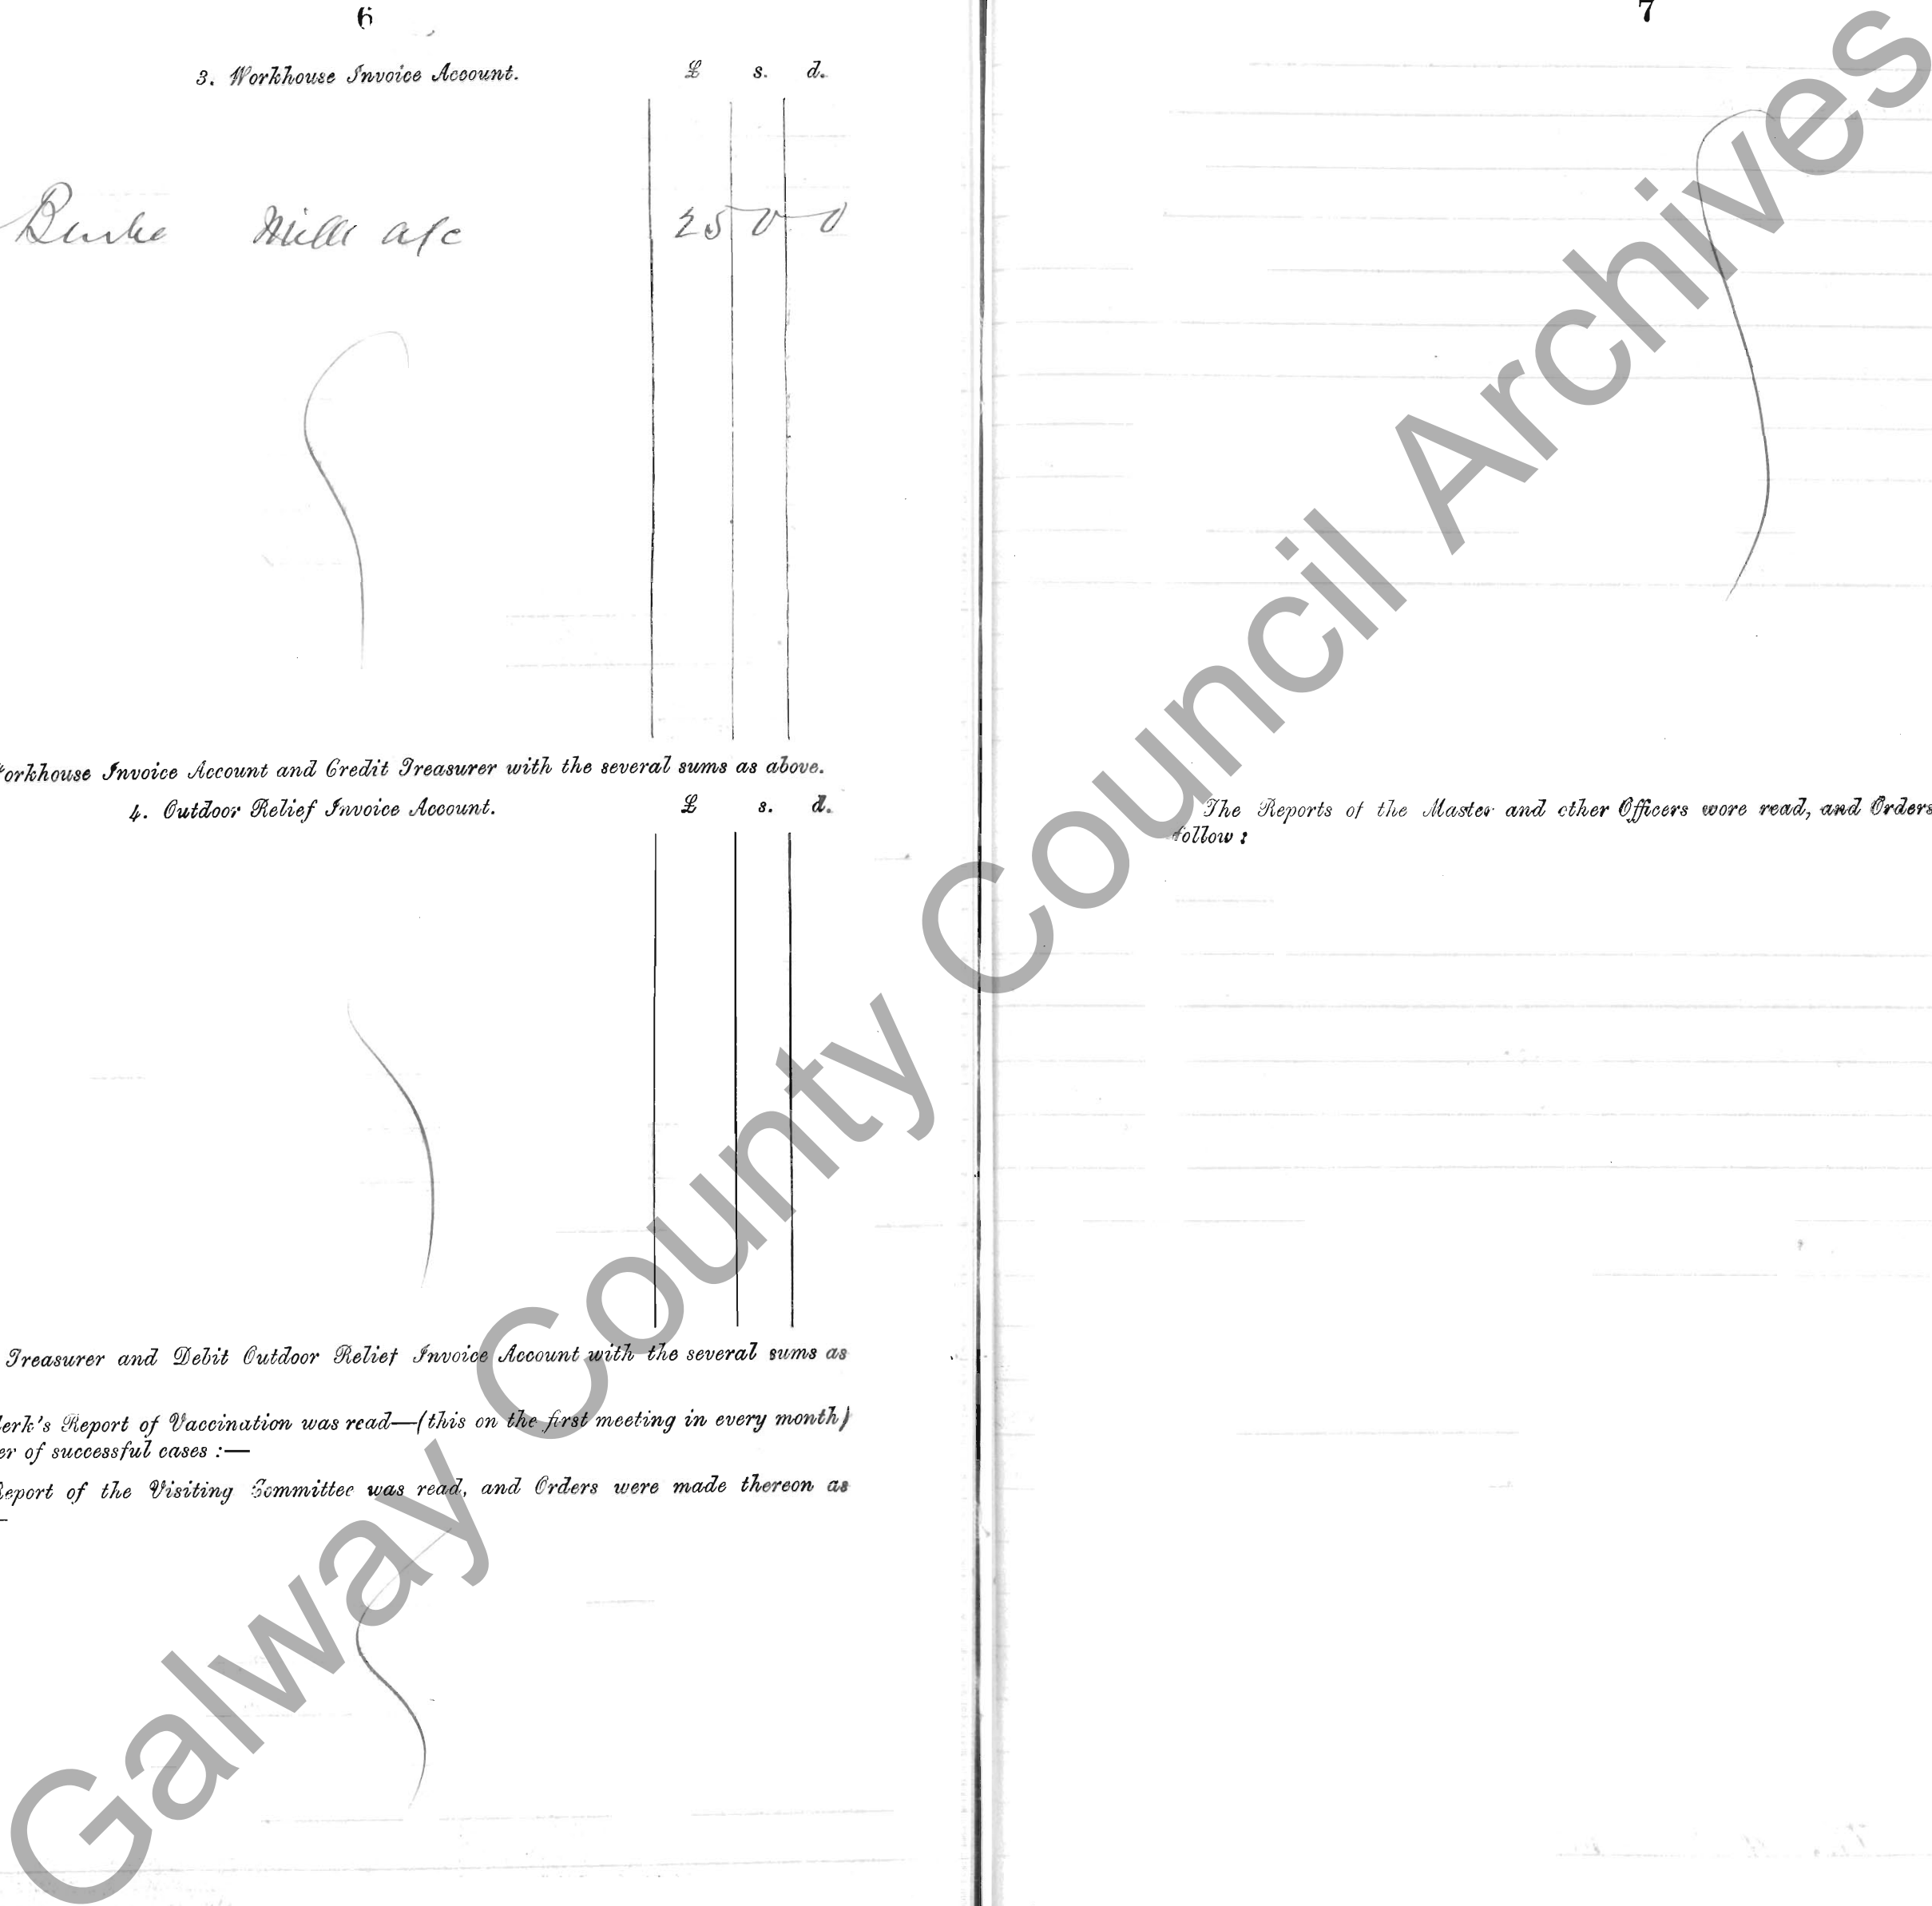 6
3. Workhouse Invoice Account. £ s. d.
Burke Milk a/c 25 0 0
orkhouse Invoice Account and Credit Treasurer with the several sums as above.
4. Outdoor Relief Invoice Account. £ s. d.
Treasurer and Debit Outdoor Relief Invoice Account with the several sums as
lerk's Report of Vaccination was read—(this on the first meeting in every month)
er of successful cases :—
Report of the Visiting Committee was read, and Orders were made thereon as
7
The Reports of the Master and other Officers were read, and Orders
follow :
Galway County Council Archives